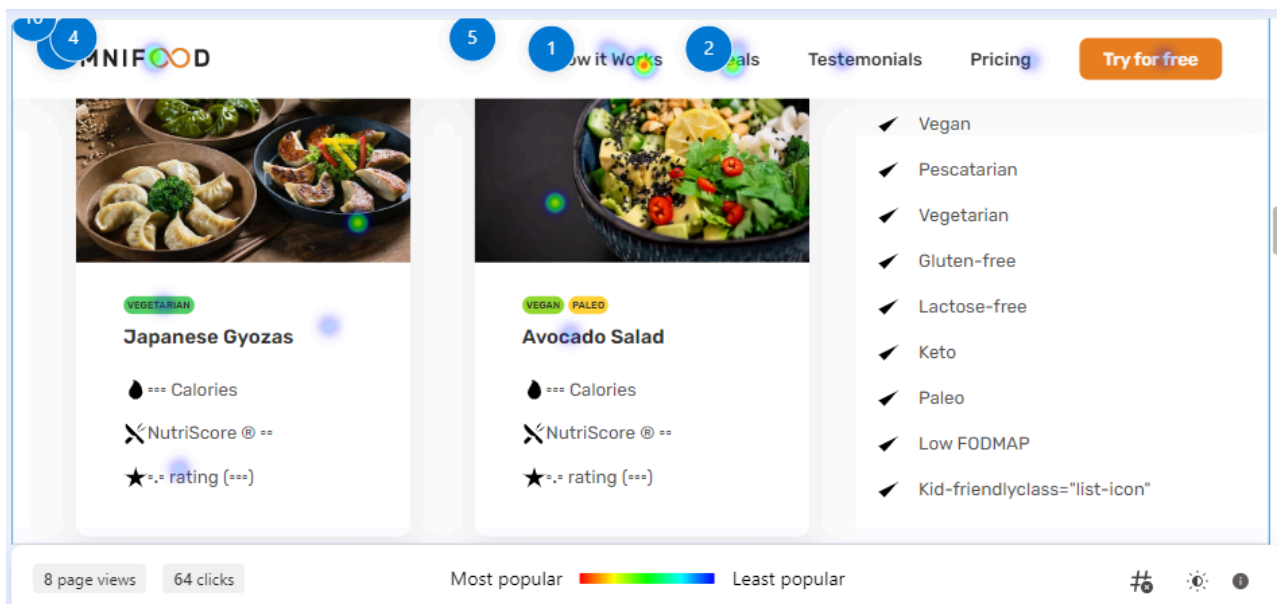 10
4
MNIFOOD
5
1
ow it Works
2
eals
Testimonials
Pricing
Try for free
VEGETARIAN
Japanese Gyozas
▫▫▫ Calories
NutriScore ® ▫▫
▫.▫ rating (▫▫▫)
VEGAN
PALEO
Avocado Salad
▫▫▫ Calories
NutriScore ® ▫▫
▫.▫ rating (▫▫▫)
Vegan
Pescatarian
Vegetarian
Gluten-free
Lactose-free
Keto
Paleo
Low FODMAP
Kid-friendlyclass="list-icon"
8 page views
64 clicks
Most popular
Least popular